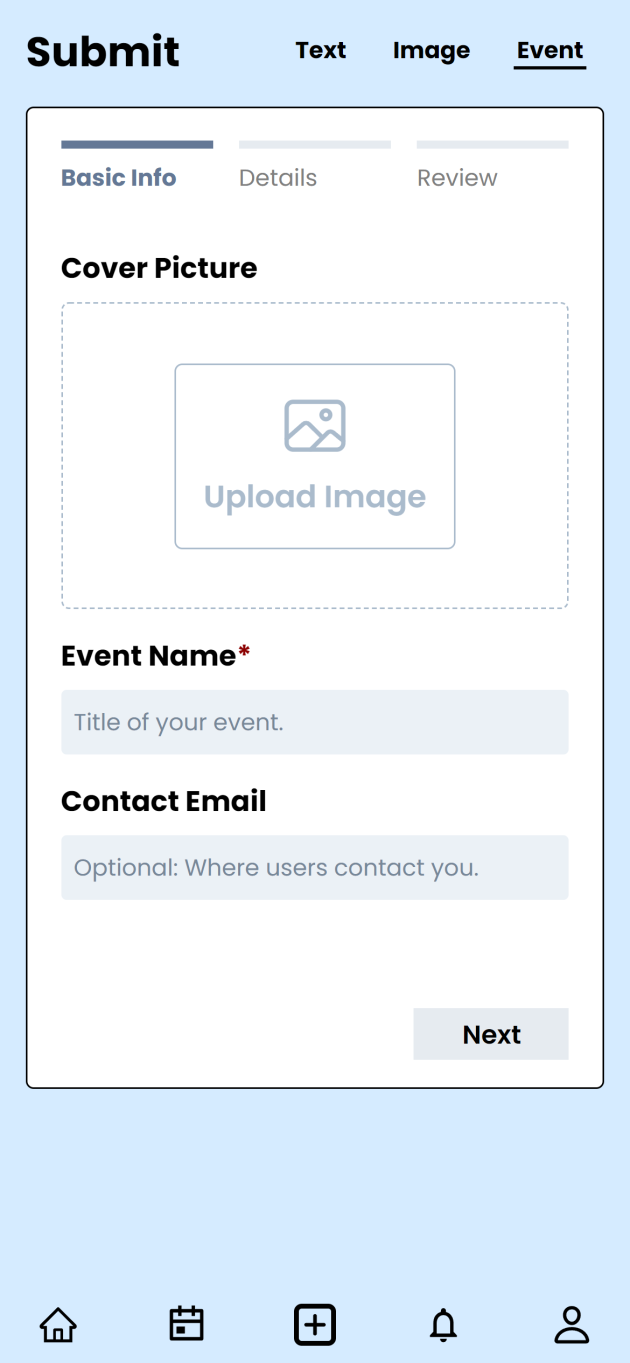 Submit Text Image Event
Basic Info Details Review
Cover Picture
Upload Image
Event Name*
Title of your event.
Contact Email
Optional: Where users contact you.
Next